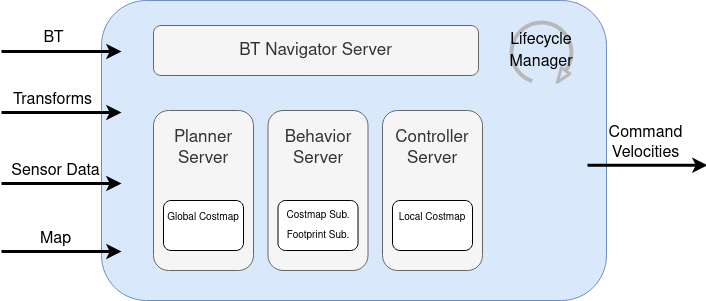 BT
Transforms
Sensor Data
Map
BT Navigator Server
Lifecycle
Manager
Planner
Server
Global Costmap
Behavior
Server
Costmap Sub.
Footprint Sub.
Controller
Server
Local Costmap
Command
Velocities